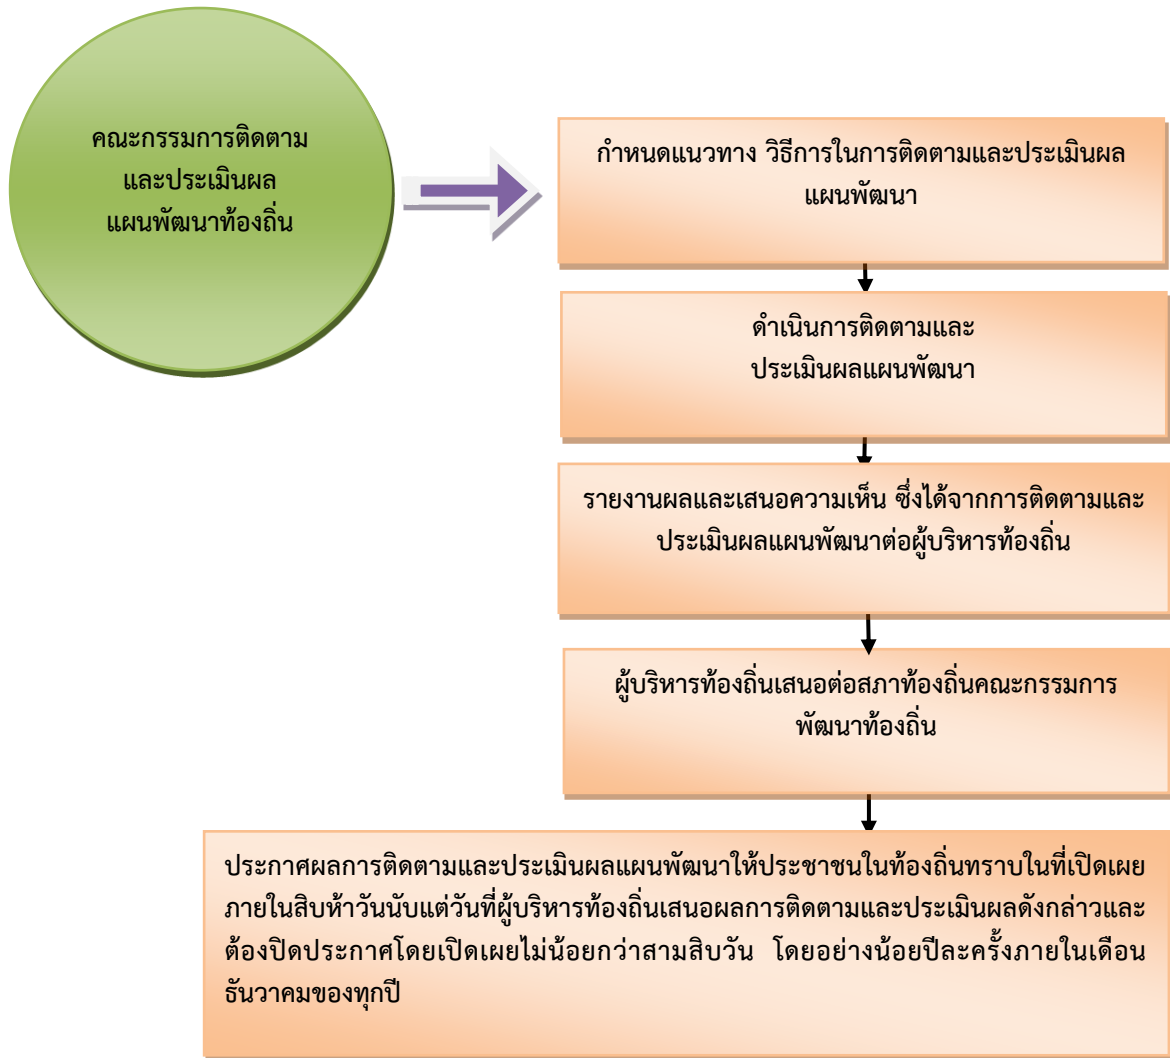 คณะกรรมการติดตาม
และประเมินผล
แผนพัฒนาท้องถิ่น
กำหนดแนวทาง วิธีการในการติดตามและประเมินผล
แผนพัฒนา
ดำเนินการติดตามและ
ประเมินผลแผนพัฒนา
รายงานผลและเสนอความเห็น ซึ่งได้จากการติดตามและ
ประเมินผลแผนพัฒนาต่อผู้บริหารท้องถิ่น
ผู้บริหารท้องถิ่นเสนอต่อสภาท้องถิ่นคณะกรรมการ
พัฒนาท้องถิ่น
ประกาศผลการติดตามและประเมินผลแผนพัฒนาให้ประชาชนในท้องถิ่นทราบในที่เปิดเผย
ภายในสิบห้าวันนับแต่วันที่ผู้บริหารท้องถิ่นเสนอผลการติดตามและประเมินผลดังกล่าวและ
ต้องปิดประกาศโดยเปิดเผยไม่น้อยกว่าสามสิบวัน โดยอย่างน้อยปีละครั้งภายในเดือน
ธันวาคมของทุกปี